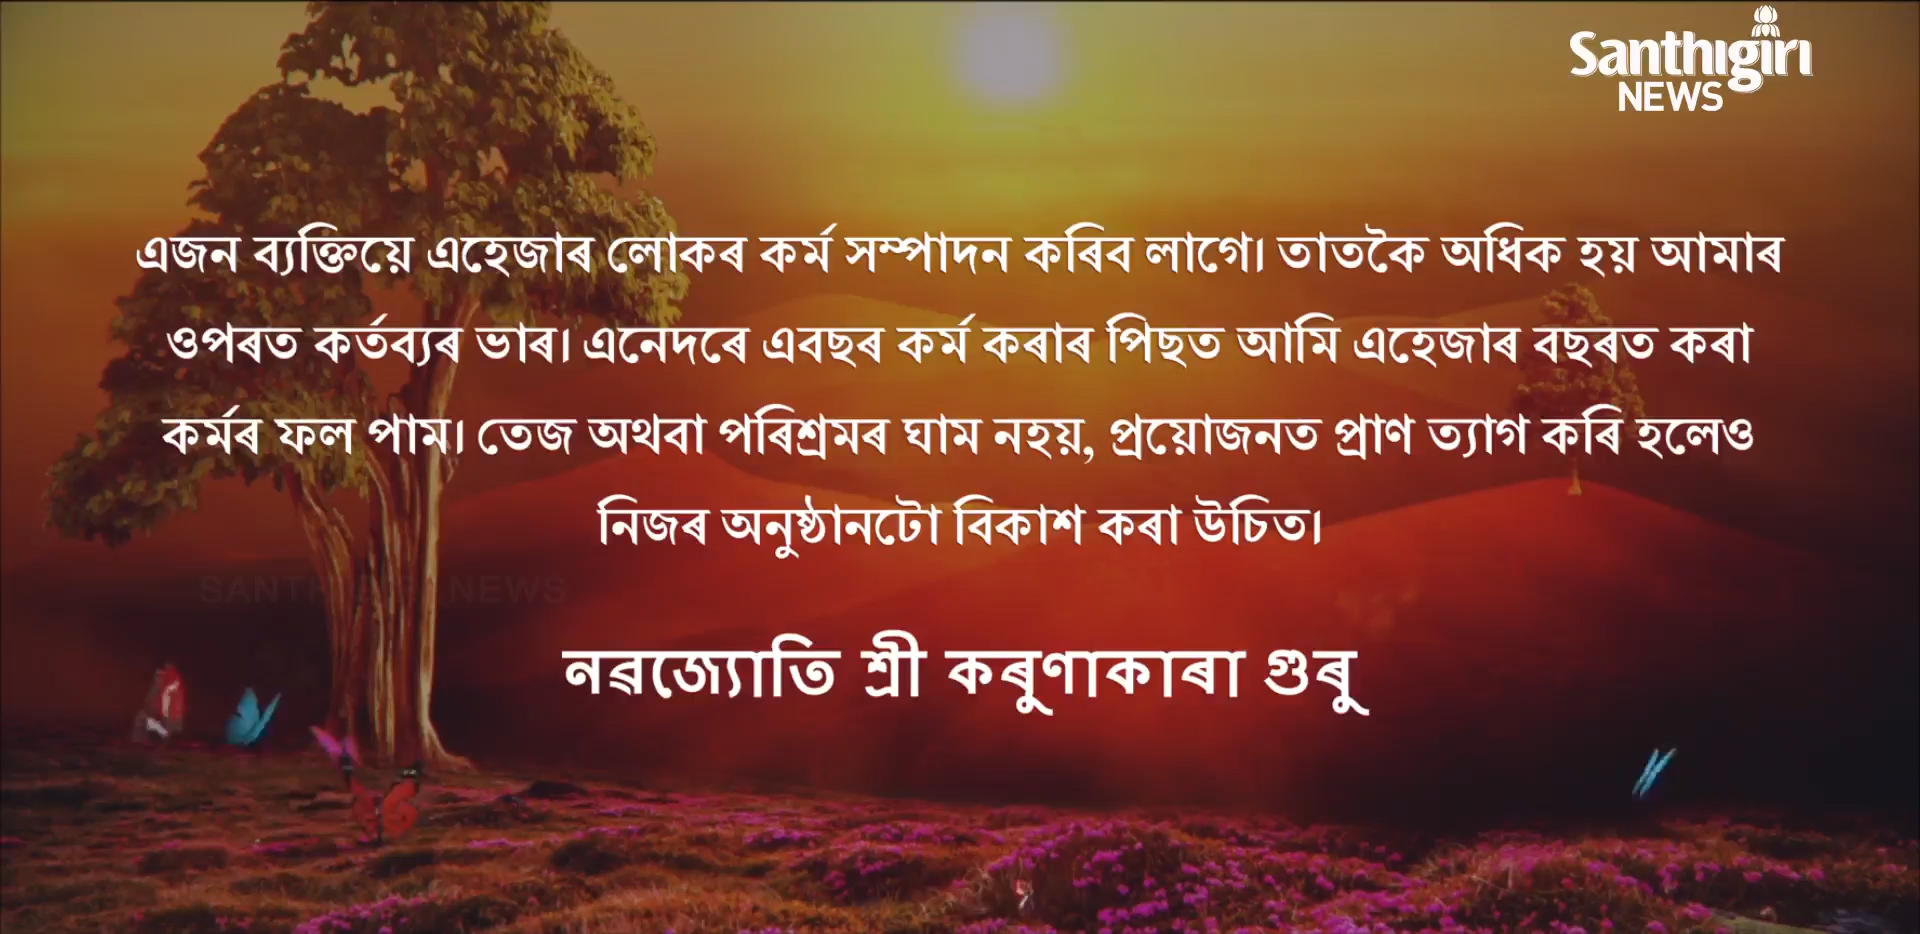 Santhigiri
NEWS
এজন ব্যক্তিয়ে এহেজাৰ লোকৰ কৰ্ম সম্পাদন কৰিব লাগে। তাতকৈ অধিক হয় আমাৰ
ওপৰত কৰ্তব্যৰ ভাৰ। এনেদৰে এবছৰ কৰ্ম কৰাৰ পিছত আমি এহেজাৰ বছৰত কৰা
কৰ্মৰ ফল পাম। তেজ অথবা পৰিশ্ৰমৰ ঘাম নহয়, প্ৰয়োজনত প্ৰাণ ত্যাগ কৰি হলেও
নিজৰ অনুষ্ঠানটো বিকাশ কৰা উচিত।
SANTHIGIRI NEWS
নৱজ্যোতি শ্ৰী কৰুণাকাৰা গুৰু